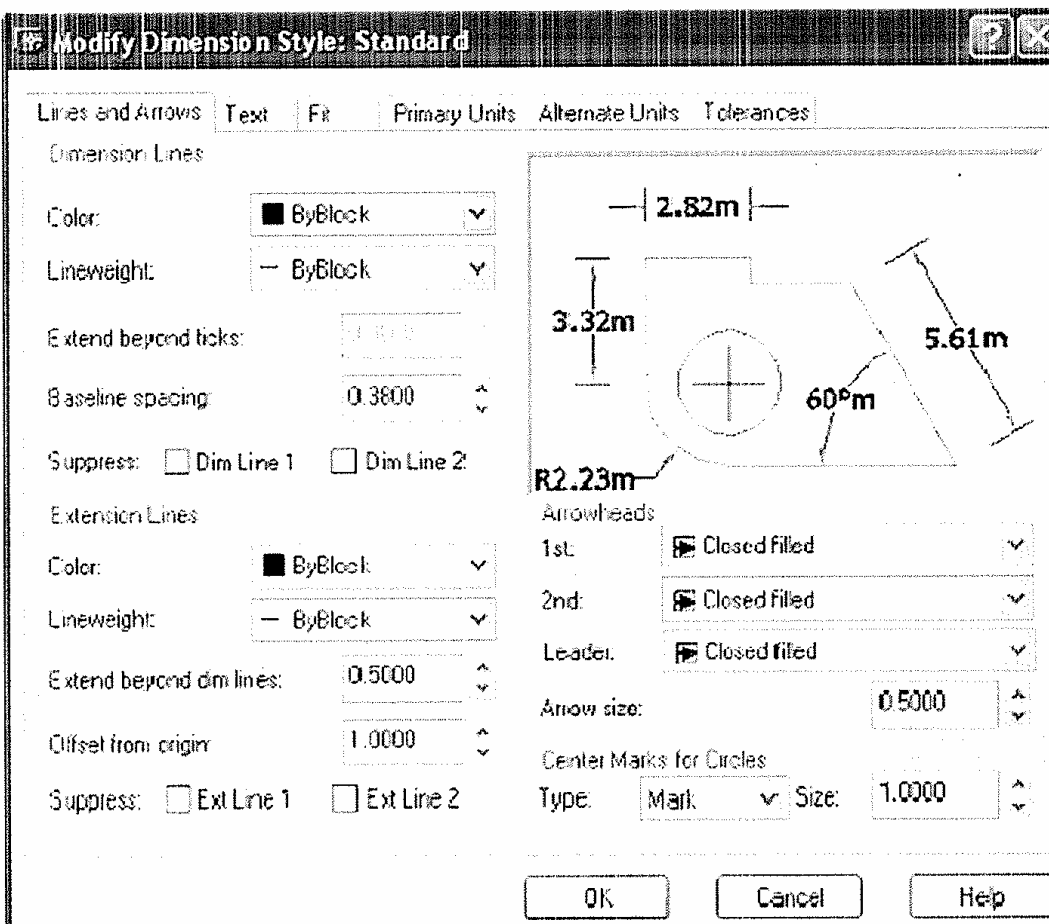 Modify Dimension Style: Standard
Lines and Arrows Text Fit Primary Units Alternate Units Tolerances
Dimension Lines
Color: ByBlock
Lineweight: ByBlock
Extend beyond ticks:
Baseline spacing: 0.3800
Suppress: Dim Line 1 Dim Line 2
Extension Lines
Color: ByBlock
Lineweight: ByBlock
Extend beyond dim lines: 0.5000
Offset from origin: 1.0000
Suppress: Ext Line 1 Ext Line 2
2.82m
3.32m
5.61m
60°m
R2.23m
Arrowheads
1st: Closed filled
2nd: Closed filled
Leader: Closed filled
Arrow size: 0.5000
Center Marks for Circles
Type: Mark Size: 1.0000
OK Cancel Help